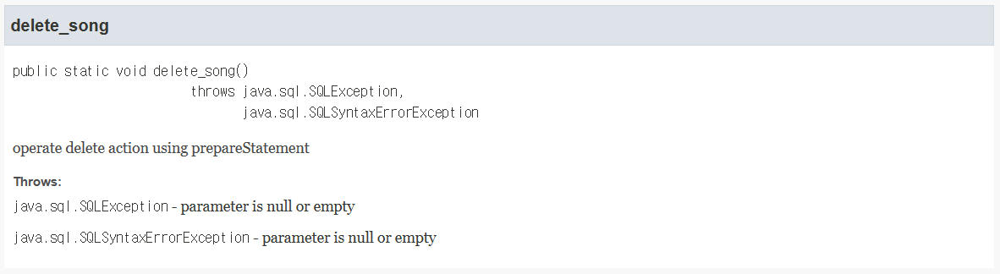 delete_song
public static void delete_song()
throws java.sql.SQLException,
java.sql.SQLSyntaxErrorException
operate delete action using prepareStatement
Throws:
java.sql.SQLException - parameter is null or empty
java.sql.SQLSyntaxErrorException - parameter is null or empty